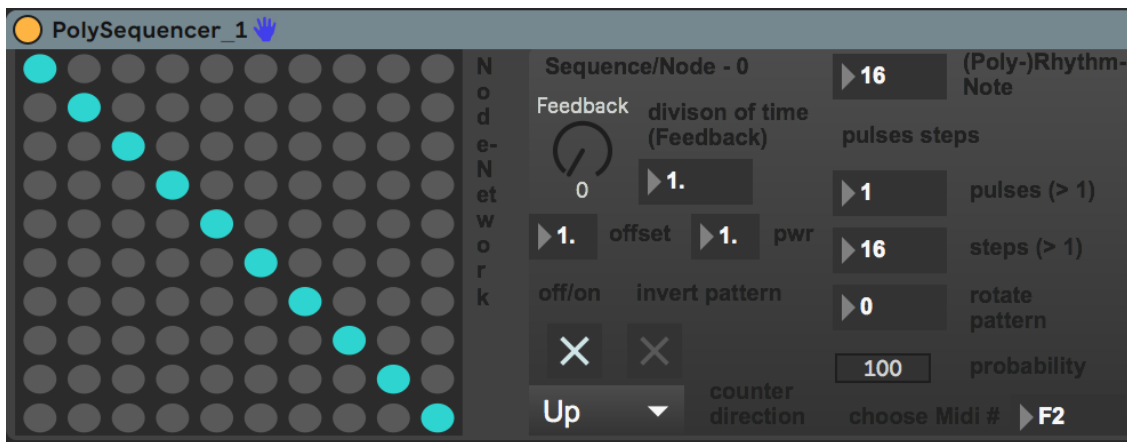 PolySequencer_1
N
o
d
e-
N
et
w
o
r
k
Sequence/Node - 0
Feedback
0
divison of time
(Feedback)
1.
1.
offset
1.
pwr
off/on
invert pattern
Up
counter
direction
16
(Poly-)Rhythm-
Note
pulses steps
1
pulses (> 1)
16
steps (> 1)
0
rotate
pattern
100
probability
choose Midi #
F2